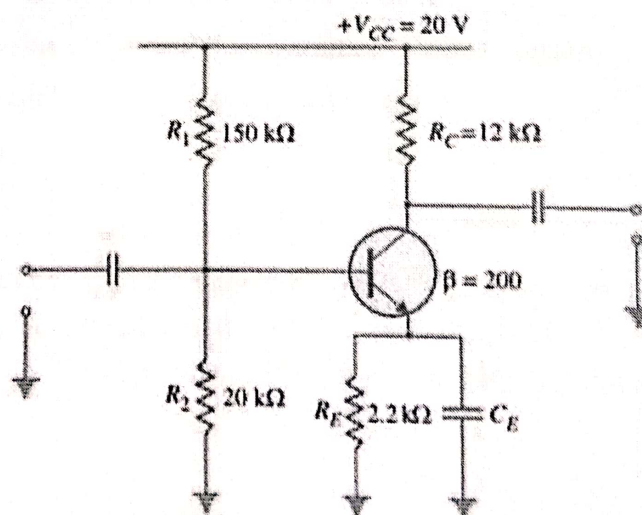 +V_CC = 20 V
R_1 150 kΩ
R_C = 12 kΩ
β = 200
R_2 20 kΩ
R_E 2.2 kΩ
C_E